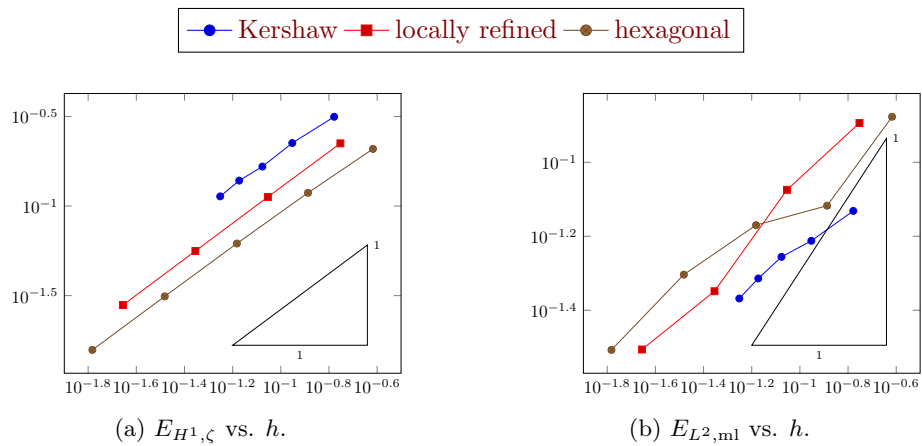 Kershaw locally refined hexagonal
10^{-0.5}
10^{-1}
10^{-1.5}
1
1
10^{-1.8} 10^{-1.6} 10^{-1.4} 10^{-1.2} 10^{-1} 10^{-0.8} 10^{-0.6}
(a) E_{H^1,ζ} vs. h.
10^{-1}
10^{-1.2}
10^{-1.4}
1
1
10^{-1.8} 10^{-1.6} 10^{-1.4} 10^{-1.2} 10^{-1} 10^{-0.8} 10^{-0.6}
(b) E_{L^2,ml} vs. h.